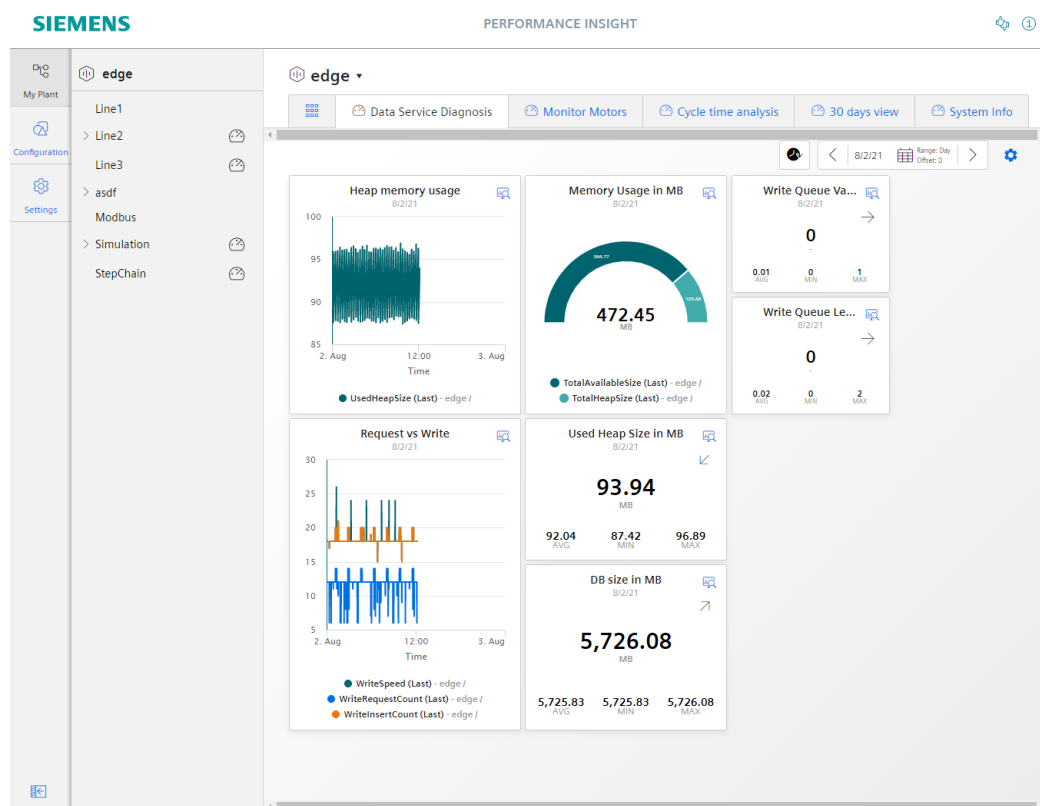 SIEMENS
PERFORMANCE INSIGHT
My Plant
Configuration
Settings
edge
Line1
Line2
Line3
asdf
Modbus
Simulation
StepChain
edge
Data Service Diagnosis
Monitor Motors
Cycle time analysis
30 days view
System Info
8/2/21
Range: Day
Offset: 0
Heap memory usage
8/2/21
100
95
90
85
2. Aug 12:00 3. Aug
Time
UsedHeapSize (Last) - edge /
Memory Usage in MB
8/2/21
366.77
472.45
MB
TotalAvailableSize (Last) - edge /
TotalHeapSize (Last) - edge /
Write Queue Va...
8/2/21
0
-
0.01 0 1
AVG MIN MAX
Write Queue Le...
8/2/21
0
-
0.02 0 2
AVG MIN MAX
Request vs Write
8/2/21
30
25
20
15
10
5
2. Aug 12:00 3. Aug
Time
WriteSpeed (Last) - edge /
WriteRequestCount (Last) - edge /
WriteInsertCount (Last) - edge /
Used Heap Size in MB
8/2/21
93.94
MB
92.04 87.42 96.89
AVG MIN MAX
DB size in MB
8/2/21
5,726.08
MB
5,725.83 5,725.83 5,726.08
AVG MIN MAX